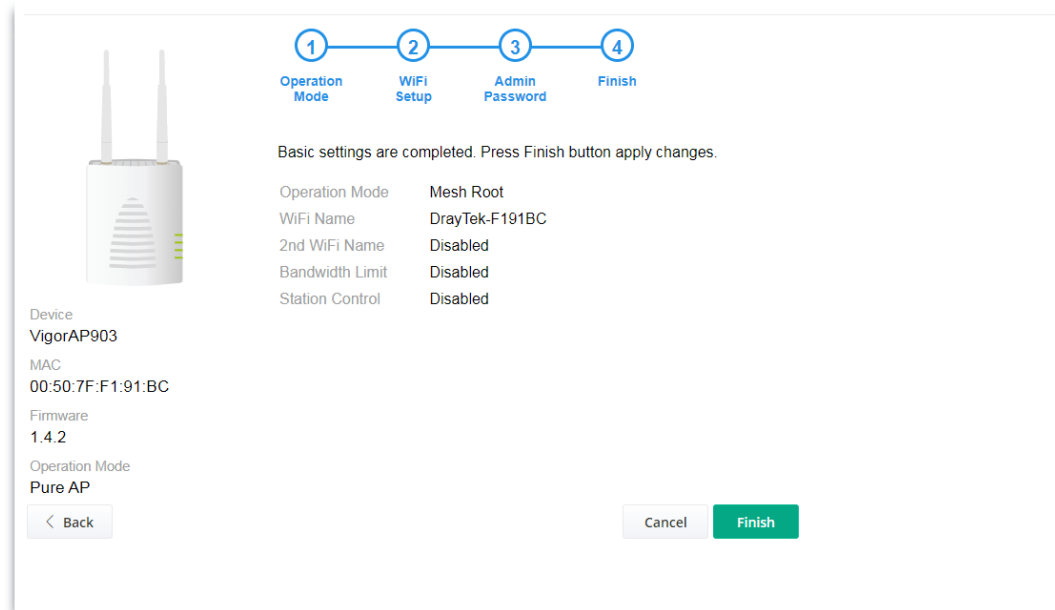 1
2
3
4
Operation
Mode
WiFi
Setup
Admin
Password
Finish
Basic settings are completed. Press Finish button apply changes.
Operation Mode Mesh Root
WiFi Name DrayTek-F191BC
2nd WiFi Name Disabled
Bandwidth Limit Disabled
Station Control Disabled
Device
VigorAP903
MAC
00:50:7F:F1:91:BC
Firmware
1.4.2
Operation Mode
Pure AP
Back
Cancel
Finish